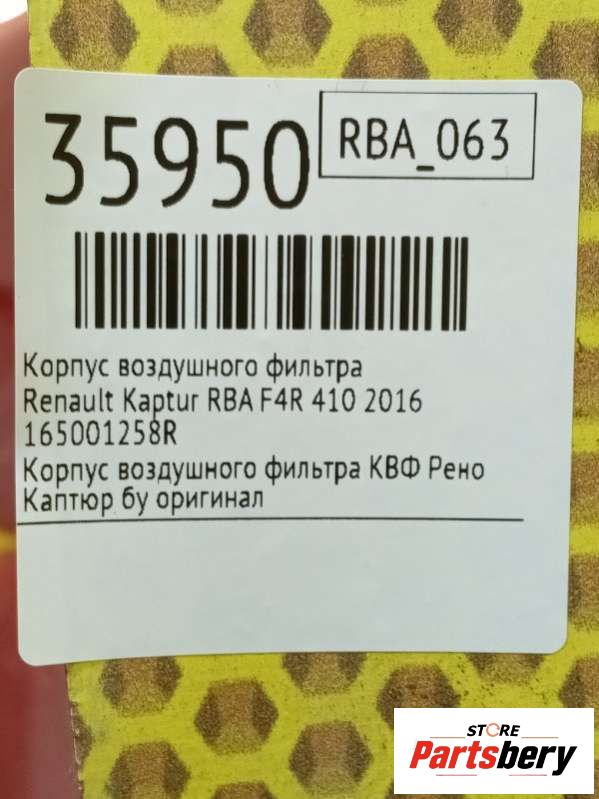 35950
RBA_063
Корпус воздушного фильтра
Renault Kaptur RBA F4R 410 2016
165001258R
Корпус воздушного фильтра КВФ Рено
Каптюр бу оригинал
STORE
Partsbery